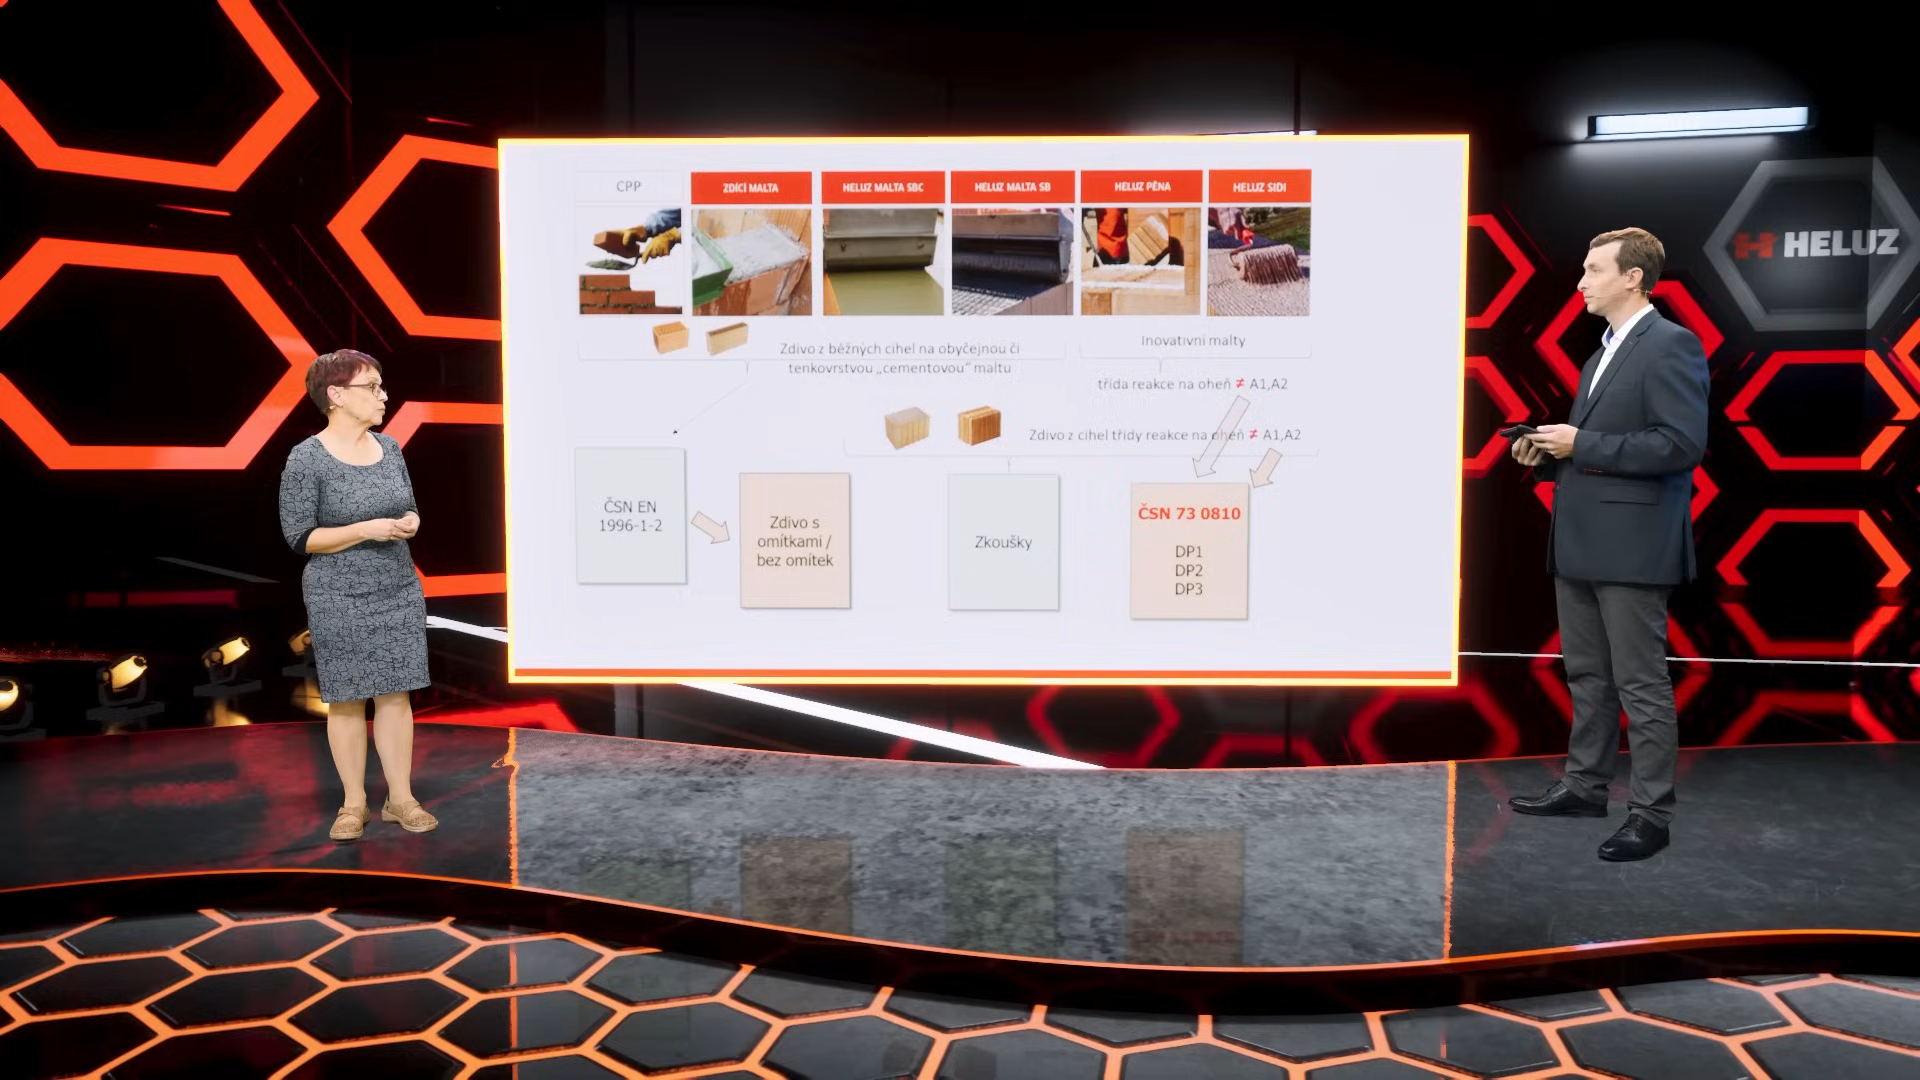 CPP
ZDÍCÍ MALTA
HELUZ MALTA SBC
HELUZ MALTA SB
HELUZ PĚNA
HELUZ SIDI
Zdivo z běžných cihel na obyčejnou či
tenkovrstvou „cementovou“ maltu
Inovativní malty
třída reakce na oheň ≠ A1,A2
Zdivo z cihel třídy reakce na oheň ≠ A1,A2
ČSN EN
1996-1-2
Zdivo s
omítkami /
bez omítek
Zkoušky
ČSN 73 0810
DP1
DP2
DP3
HELUZ